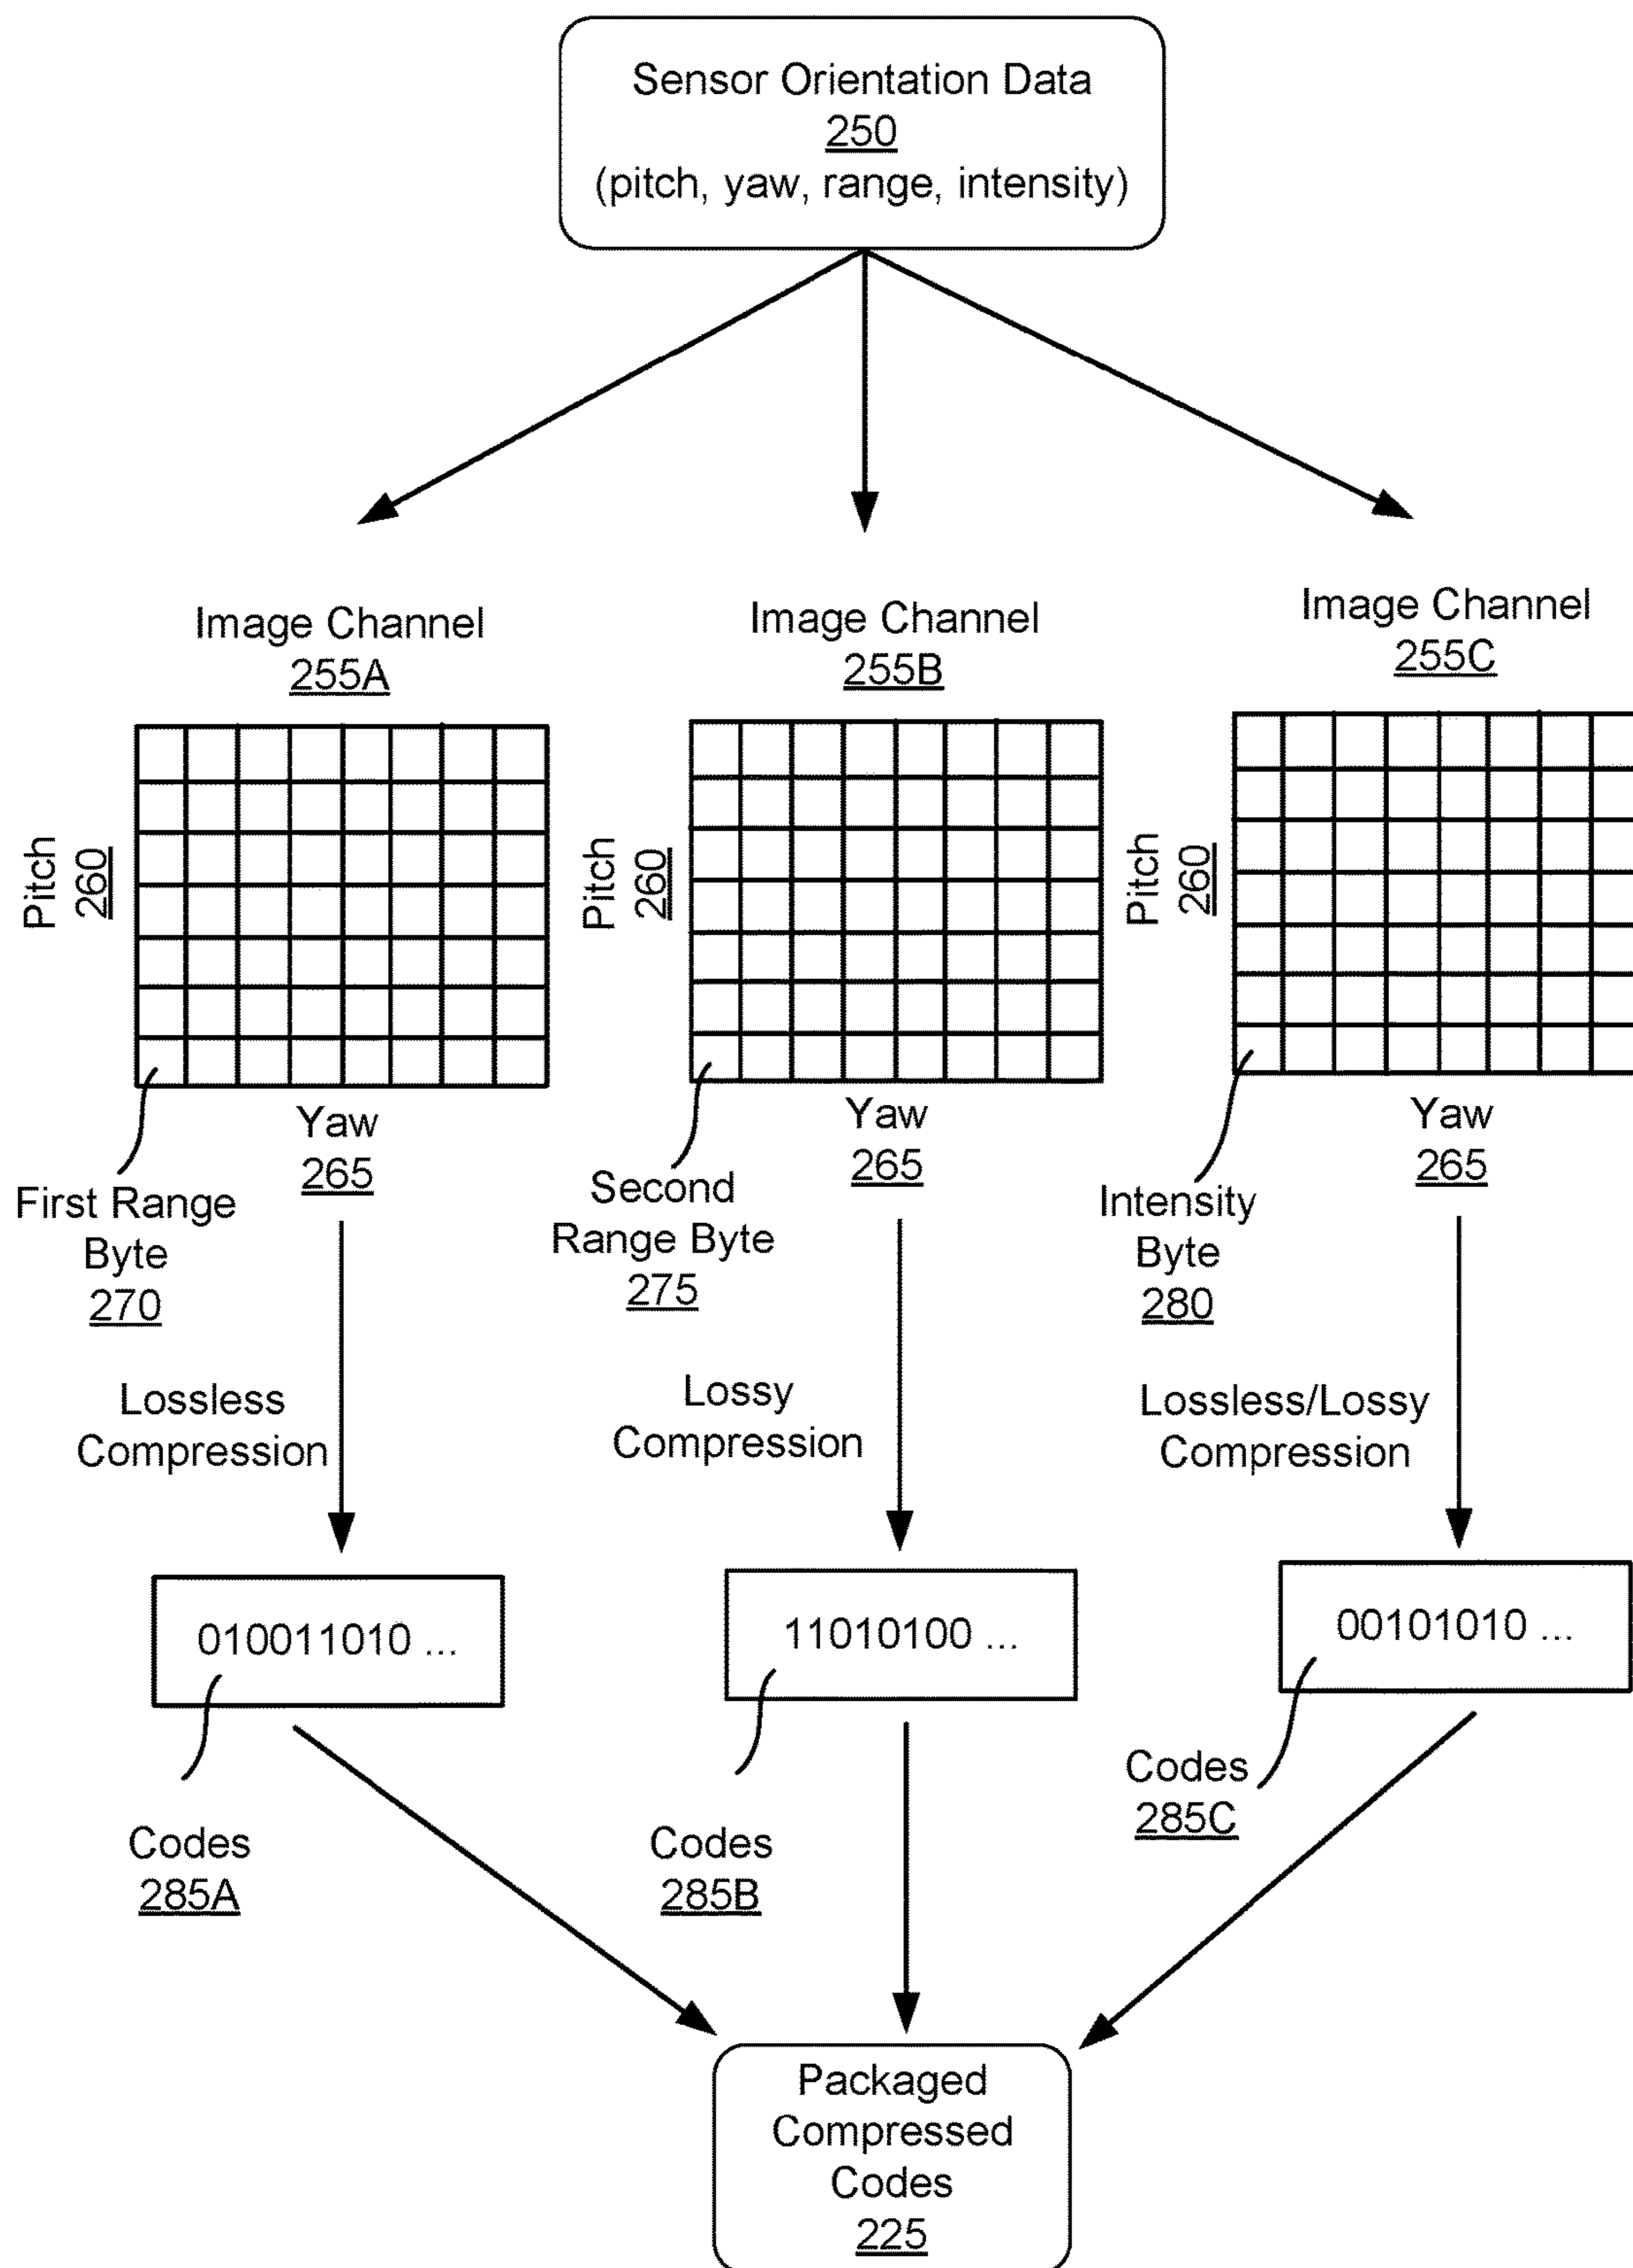 Sensor Orientation Data
250
(pitch, yaw, range, intensity)
Image Channel
255A
Image Channel
255B
Image Channel
255C
Pitch
260
Pitch
260
Pitch
260
Yaw
265
Yaw
265
Yaw
265
First Range
Byte
270
Second
Range Byte
275
Intensity
Byte
280
Lossless
Compression
Lossy
Compression
Lossless/Lossy
Compression
010011010 ...
11010100 ...
00101010 ...
Codes
285A
Codes
285B
Codes
285C
Packaged
Compressed
Codes
225